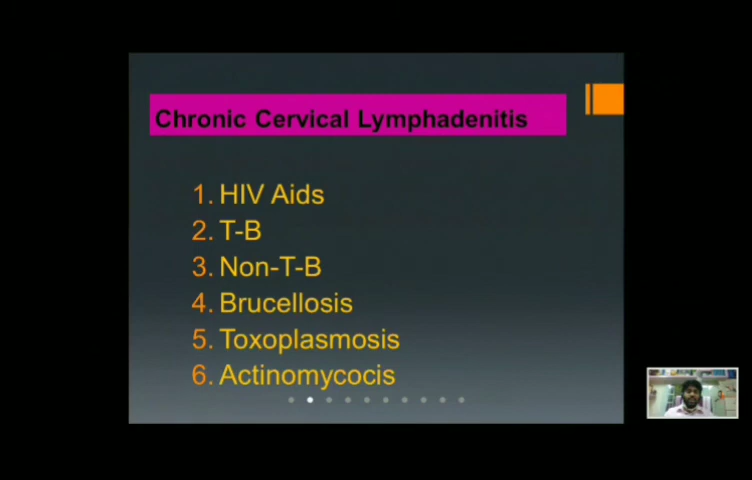 Chronic Cervical Lymphadenitis
1. HIV Aids
2. T-B
3. Non-T-B
4. Brucellosis
5. Toxoplasmosis
6. Actinomycocis